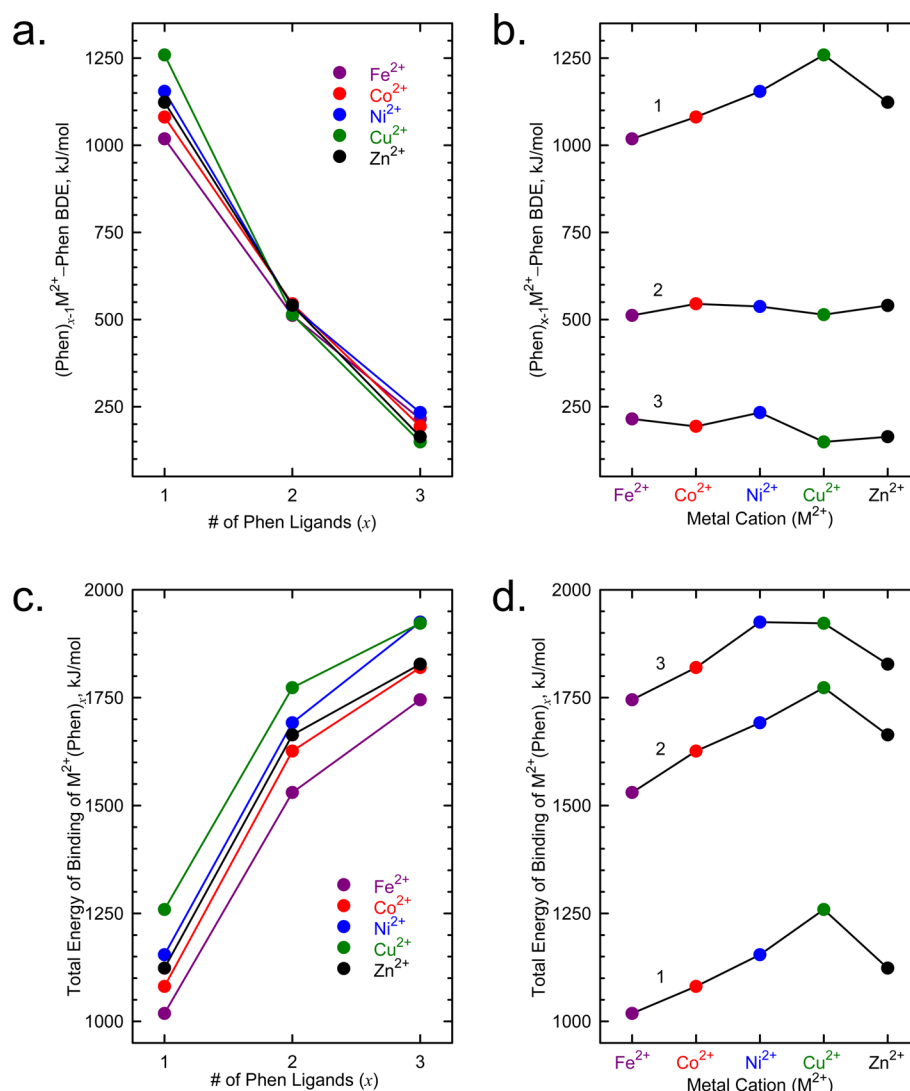 a.
(Phen)x-1M2+−Phen BDE, kJ/mol
1250
1000
750
500
250
Fe2+
Co2+
Ni2+
Cu2+
Zn2+
1
2
3
# of Phen Ligands (x)
b.
(Phen)x-1M2+−Phen BDE, kJ/mol
1250
1000
750
500
250
1
2
3
Fe2+
Co2+
Ni2+
Cu2+
Zn2+
Metal Cation (M2+)
c.
Total Energy of Binding of M2+(Phen)x, kJ/mol
2000
1750
1500
1250
1000
Fe2+
Co2+
Ni2+
Cu2+
Zn2+
1
2
3
# of Phen Ligands (x)
d.
Total Energy of Binding of M2+(Phen)x, kJ/mol
2000
1750
1500
1250
1000
3
2
1
Fe2+
Co2+
Ni2+
Cu2+
Zn2+
Metal Cation (M2+)